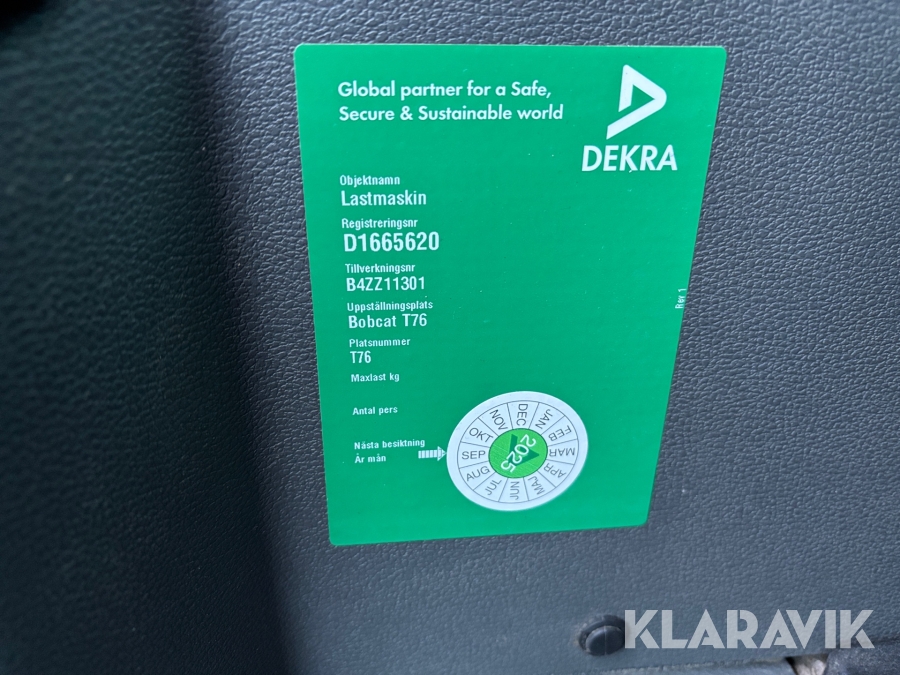 Global partner for a Safe,
Secure & Sustainable world
DEKRA
Objektnamn
Lastmaskin
Registreringsnr
D1665620
Tillverkningsnr
B4ZZ11301
Uppställningsplats
Bobcat T76
Platsnummer
T76
Maxlast kg
Antal pers
Nästa besiktning
År mån
Rev 1
DEC
JAN
FEB
MAR
APR
MAJ
JUN
JUL
AUG
SEP
OKT
NOV
2025
KLARAVIK